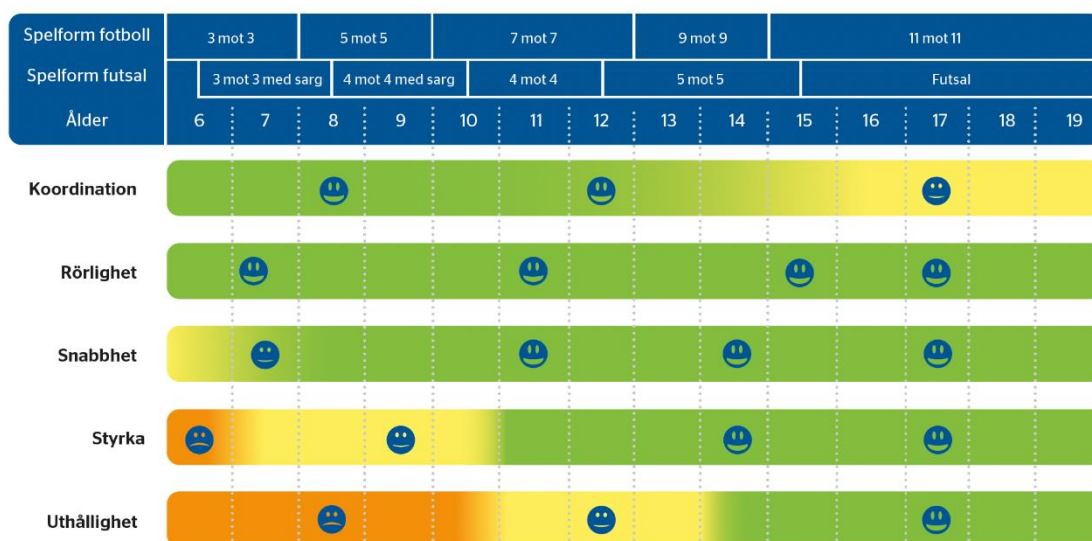 Spelform fotboll 3 mot 3 5 mot 5 7 mot 7 9 mot 9 11 mot 11
Spelform futsal 3 mot 3 med sarg 4 mot 4 med sarg 4 mot 4 5 mot 5 Futsal
Ålder 6 7 8 9 10 11 12 13 14 15 16 17 18 19
Koordination
Rörlighet
Snabbhet
Styrka
Uthållighet